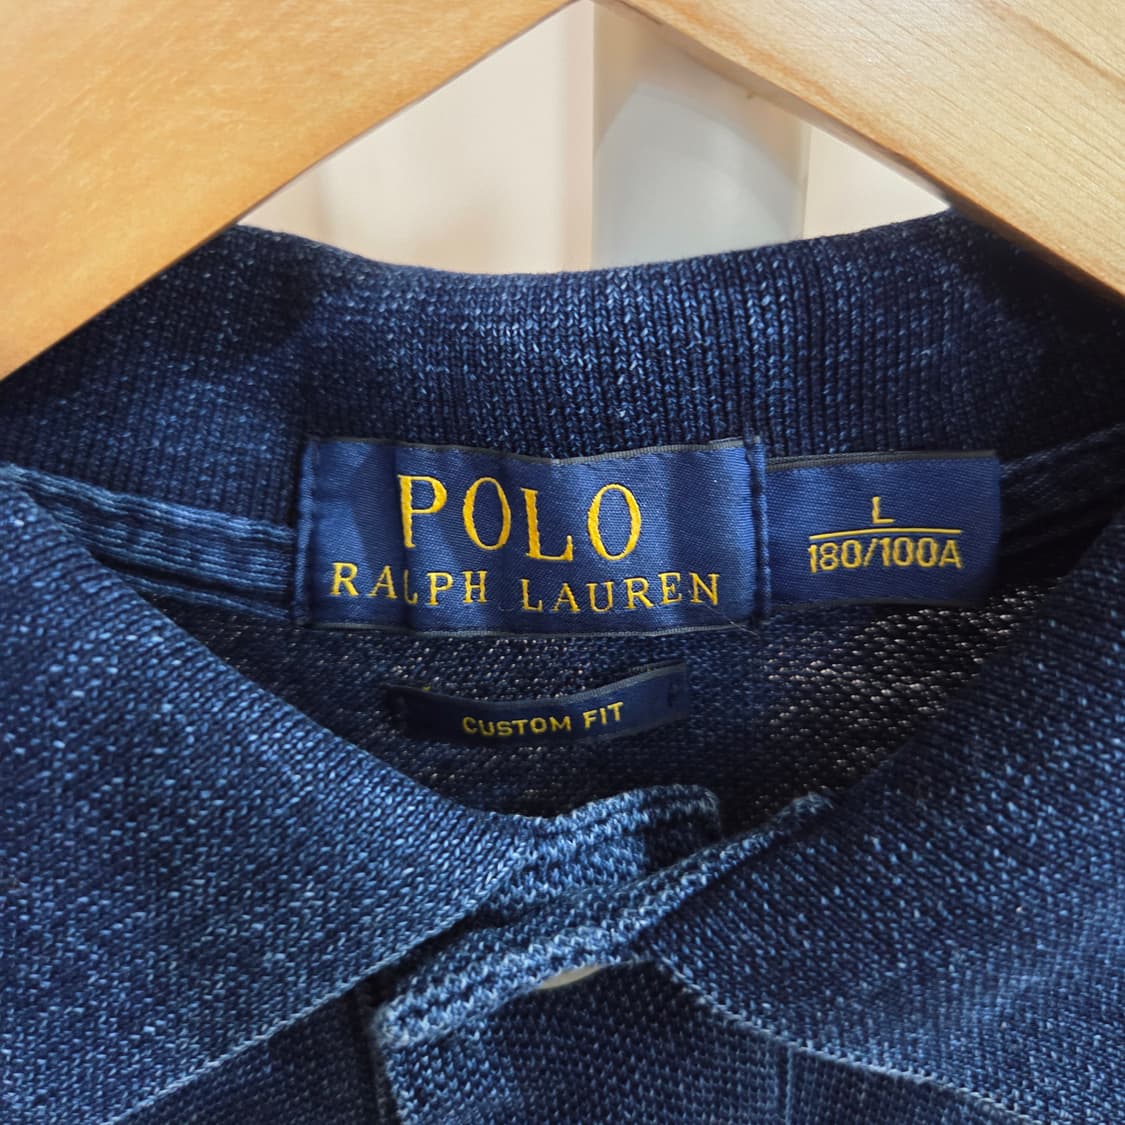 POLO
RALPH LAUREN
L
180/100A
CUSTOM FIT